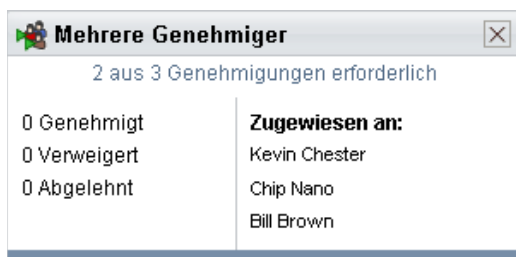 Mehrere Genehmiger
2 aus 3 Genehmigungen erforderlich
0 Genehmigt
0 Verweigert
0 Abgelehnt
Zugewiesen an:
Kevin Chester
Chip Nano
Bill Brown